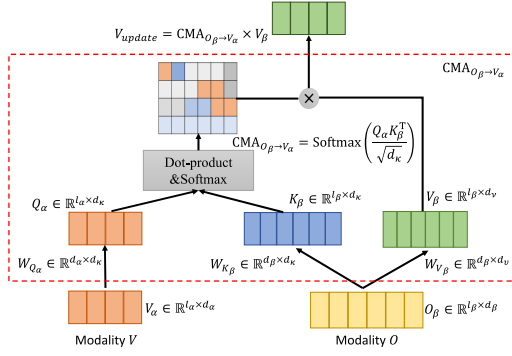 V_{update} = CMA_{O_β→V_α} × V_β
CMA_{O_β→V_α}
×
CMA_{O_β→V_α} = Softmax(Q_α K_β^T / √d_κ)
Dot-product
&Softmax
Q_α ∈ ℝ^{l_α×d_κ}
K_β ∈ ℝ^{l_β×d_κ}
V_β ∈ ℝ^{l_β×d_v}
W_{Q_α} ∈ ℝ^{d_α×d_κ}
W_{K_β} ∈ ℝ^{d_β×d_κ}
W_{V_β} ∈ ℝ^{d_β×d_v}
V_α ∈ ℝ^{l_α×d_α}
O_β ∈ ℝ^{l_β×d_β}
Modality V
Modality O